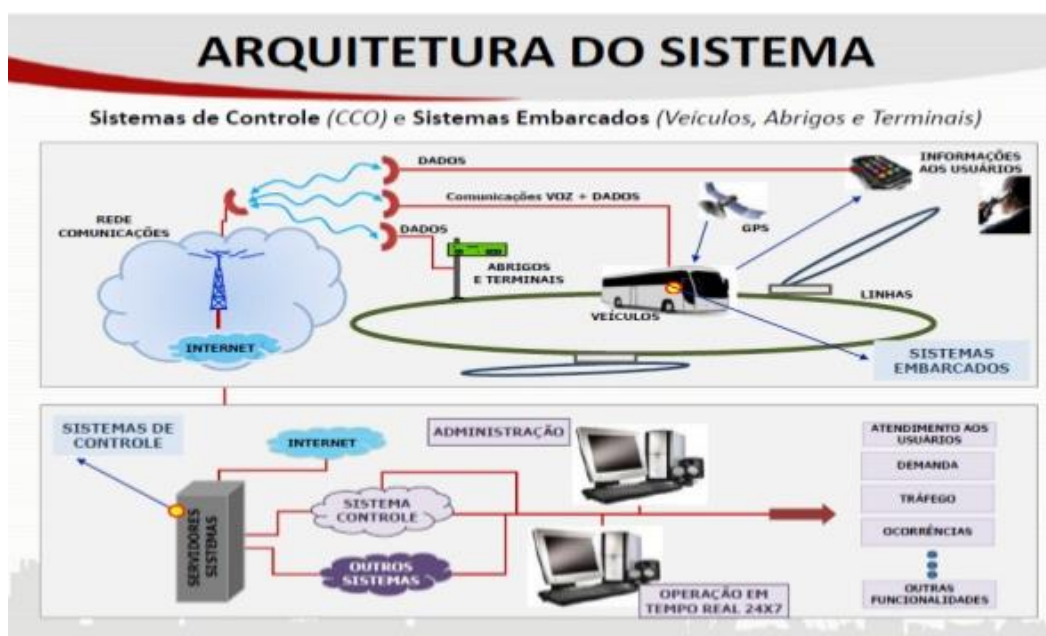 ARQUITETURA DO SISTEMA
Sistemas de Controle (CCO) e Sistemas Embarcados (Veículos, Abrigos e Terminais)
DADOS
INFORMAÇÕES
AOS USUÁRIOS
Comunicações VOZ + DADOS
REDE
COMUNICAÇÕES
DADOS
GPS
ABRIGOS
E TERMINAIS
LINHAS
VEÍCULOS
INTERNET
SISTEMAS
EMBARCADOS
SISTEMAS DE
CONTROLE
INTERNET
ADMINISTRAÇÃO
ATENDIMENTO AOS
USUÁRIOS
DEMANDA
TRÁFEGO
OCORRÊNCIAS
OUTRAS
FUNCIONALIDADES
SERVIDORES
SISTEMAS
SISTEMA
CONTROLE
OUTROS
SISTEMAS
OPERAÇÃO EM
TEMPO REAL 24X7